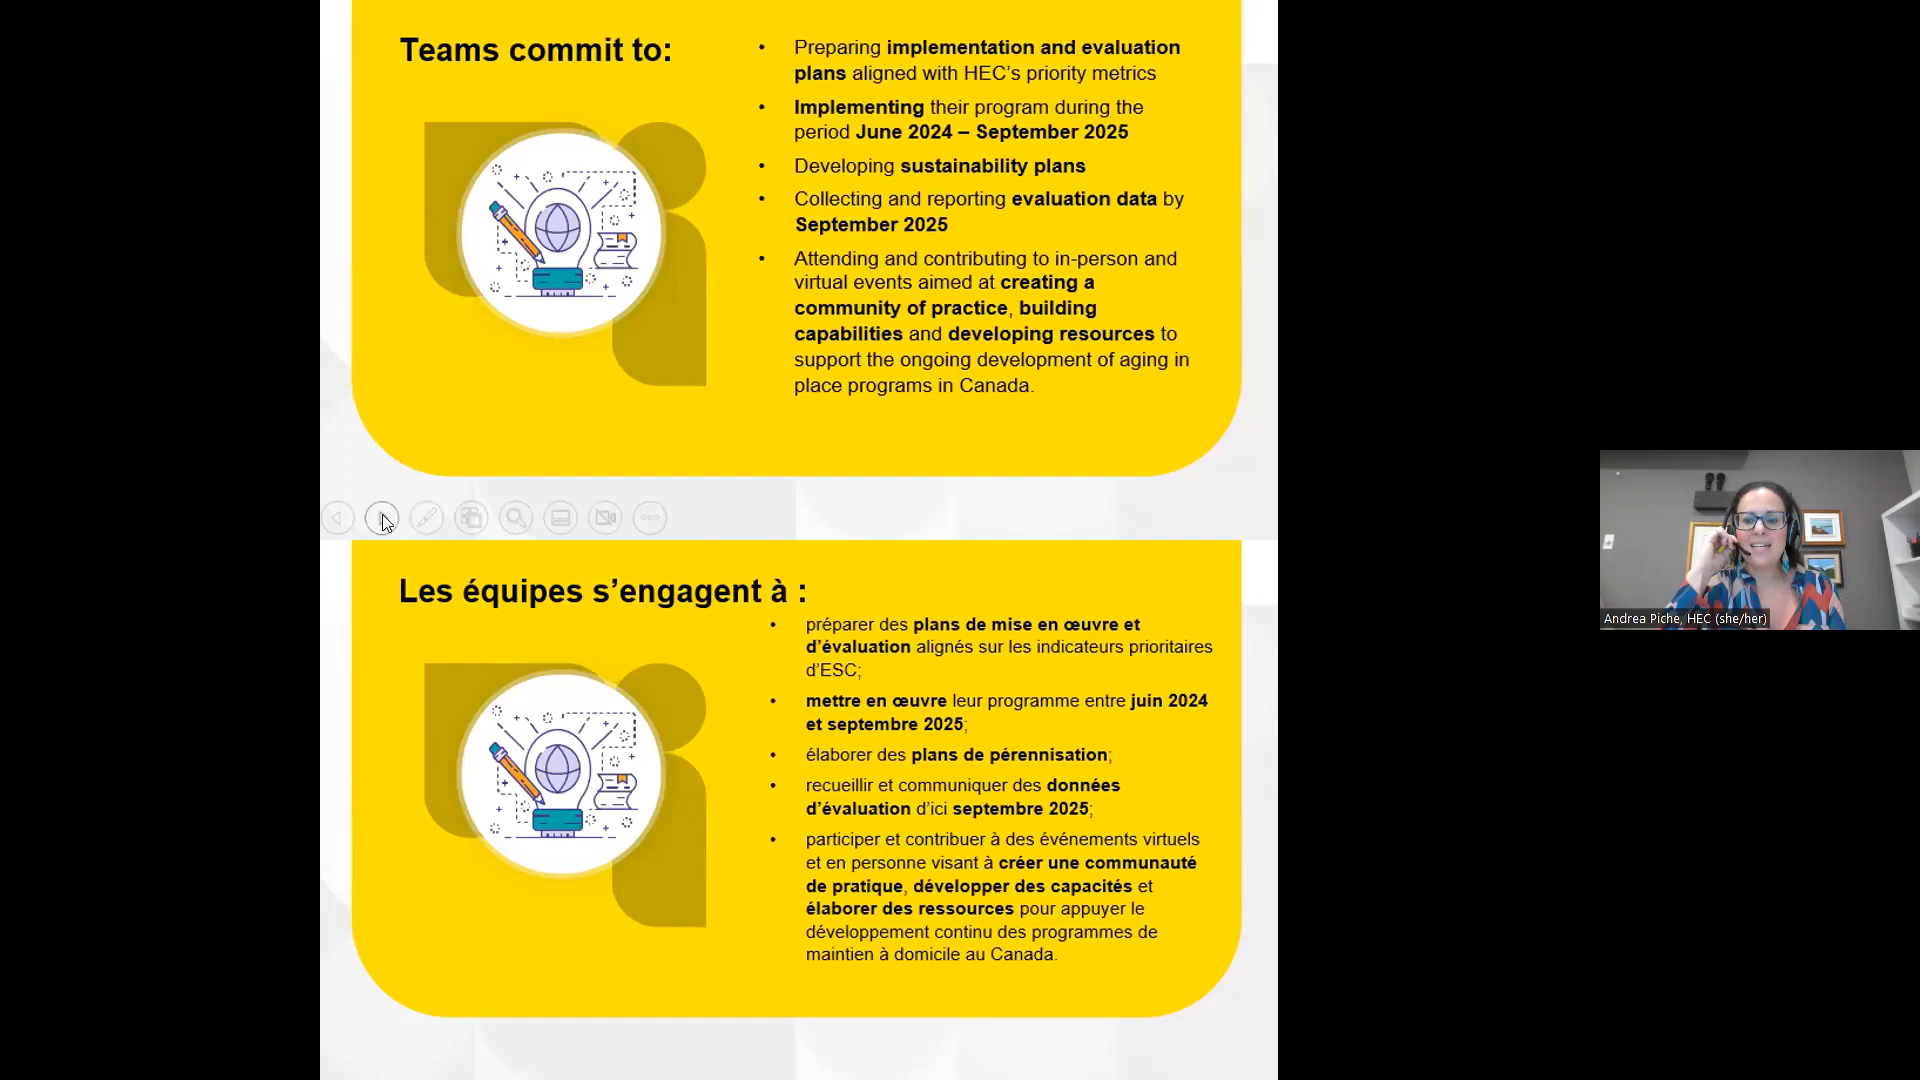 Teams commit to:
• Preparing implementation and evaluation
plans aligned with HEC’s priority metrics
• Implementing their program during the
period June 2024 – September 2025
• Developing sustainability plans
• Collecting and reporting evaluation data by
September 2025
• Attending and contributing to in-person and
virtual events aimed at creating a
community of practice, building
capabilities and developing resources to
support the ongoing development of aging in
place programs in Canada.
Les équipes s’engagent à :
• préparer des plans de mise en œuvre et
d’évaluation alignés sur les indicateurs prioritaires
d’ESC;
• mettre en œuvre leur programme entre juin 2024
et septembre 2025;
• élaborer des plans de pérennisation;
• recueillir et communiquer des données
d’évaluation d’ici septembre 2025;
• participer et contribuer à des événements virtuels
et en personne visant à créer une communauté
de pratique, développer des capacités et
élaborer des ressources pour appuyer le
développement continu des programmes de
maintien à domicile au Canada.
Andrea Piche, HEC (she/her)